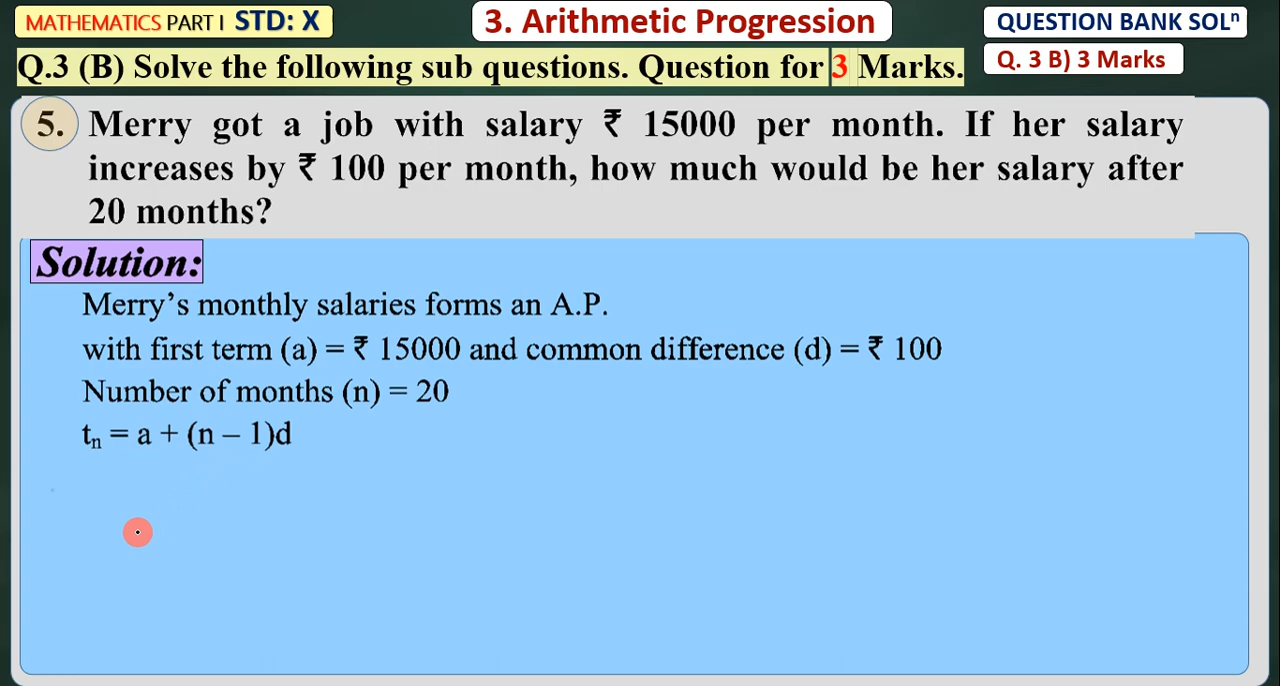 MATHEMATICS PART I STD: X
3. Arithmetic Progression
QUESTION BANK SOLⁿ
Q.3 (B) Solve the following sub questions. Question for 3 Marks.
Q. 3 B) 3 Marks
5. Merry got a job with salary ₹ 15000 per month. If her salary
increases by ₹ 100 per month, how much would be her salary after
20 months?
Solution:
Merry’s monthly salaries forms an A.P.
with first term (a) = ₹ 15000 and common difference (d) = ₹ 100
Number of months (n) = 20
tₙ = a + (n – 1)d